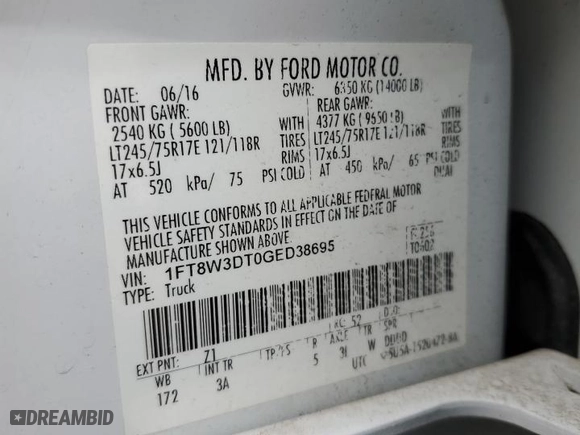 MFD. BY FORD MOTOR CO.
DATE: 06/16 GVWR: 6350 KG (14000 LB)
FRONT GAWR: REAR GAWR:
2540 KG ( 5600 LB) WITH 4377 KG ( 9650 LB) WITH
LT245/75R17E 121/118R TIRES LT245/75R17E 121/118R TIRES
17x6.5J RIMS 17x6.5J RIMS
AT 520 kPa/ 75 PSI COLD AT 450 kPa/ 65 PSI COLD
DUAL
THIS VEHICLE CONFORMS TO ALL APPLICABLE FEDERAL MOTOR
VEHICLE SAFETY STANDARDS IN EFFECT ON THE DATE OF
MANUFACTURE SHOWN ABOVE.
VIN: 1FT8W3DT0GED38695
TYPE: Truck
EXT PNT: Z1
WB INT TR
172 3A 5 W
UTC
DREAMBID